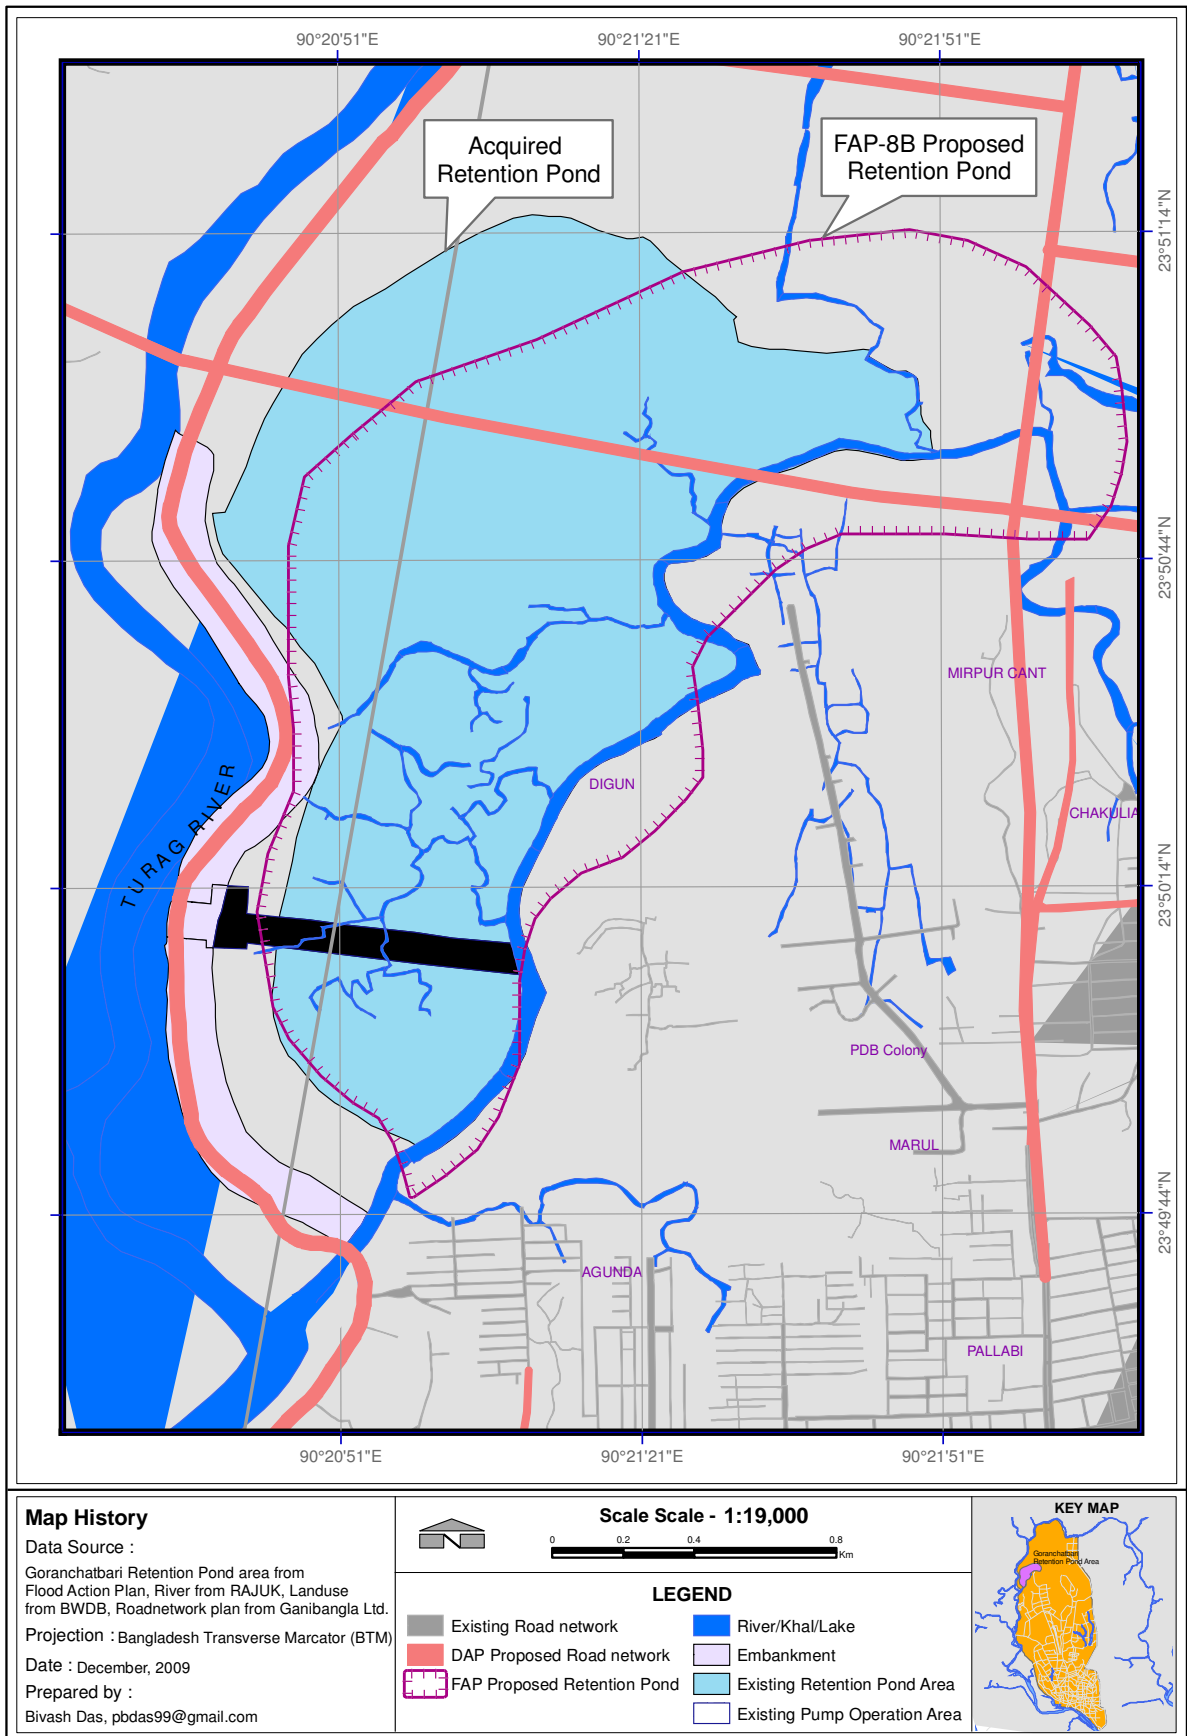 90°20'51"E
90°21'21"E
90°21'51"E
Acquired
Retention Pond
FAP-8B Proposed
Retention Pond
23°51'14"N
23°50'44"N
23°50'14"N
23°49'44"N
MIRPUR CANT
DIGUN
CHAKULIA
TURAG RIVER
PDB Colony
MARUL
AGUNDA
PALLABI
90°20'51"E
90°21'21"E
90°21'51"E
Map History
Data Source :
Goranchatbari Retention Pond area from
Flood Action Plan, River from RAJUK, Landuse
from BWDB, Roadnetwork plan from Ganibangla Ltd.
Projection : Bangladesh Transverse Marcator (BTM)
Date : December, 2009
Prepared by :
Bivash Das, pbdas99@gmail.com
N
Scale Scale - 1:19,000
0 0.2 0.4 0.8
Km
LEGEND
Existing Road network
DAP Proposed Road network
FAP Proposed Retention Pond
River/Khal/Lake
Embankment
Existing Retention Pond Area
Existing Pump Operation Area
KEY MAP
Goranchatbari
Retention Pond Area